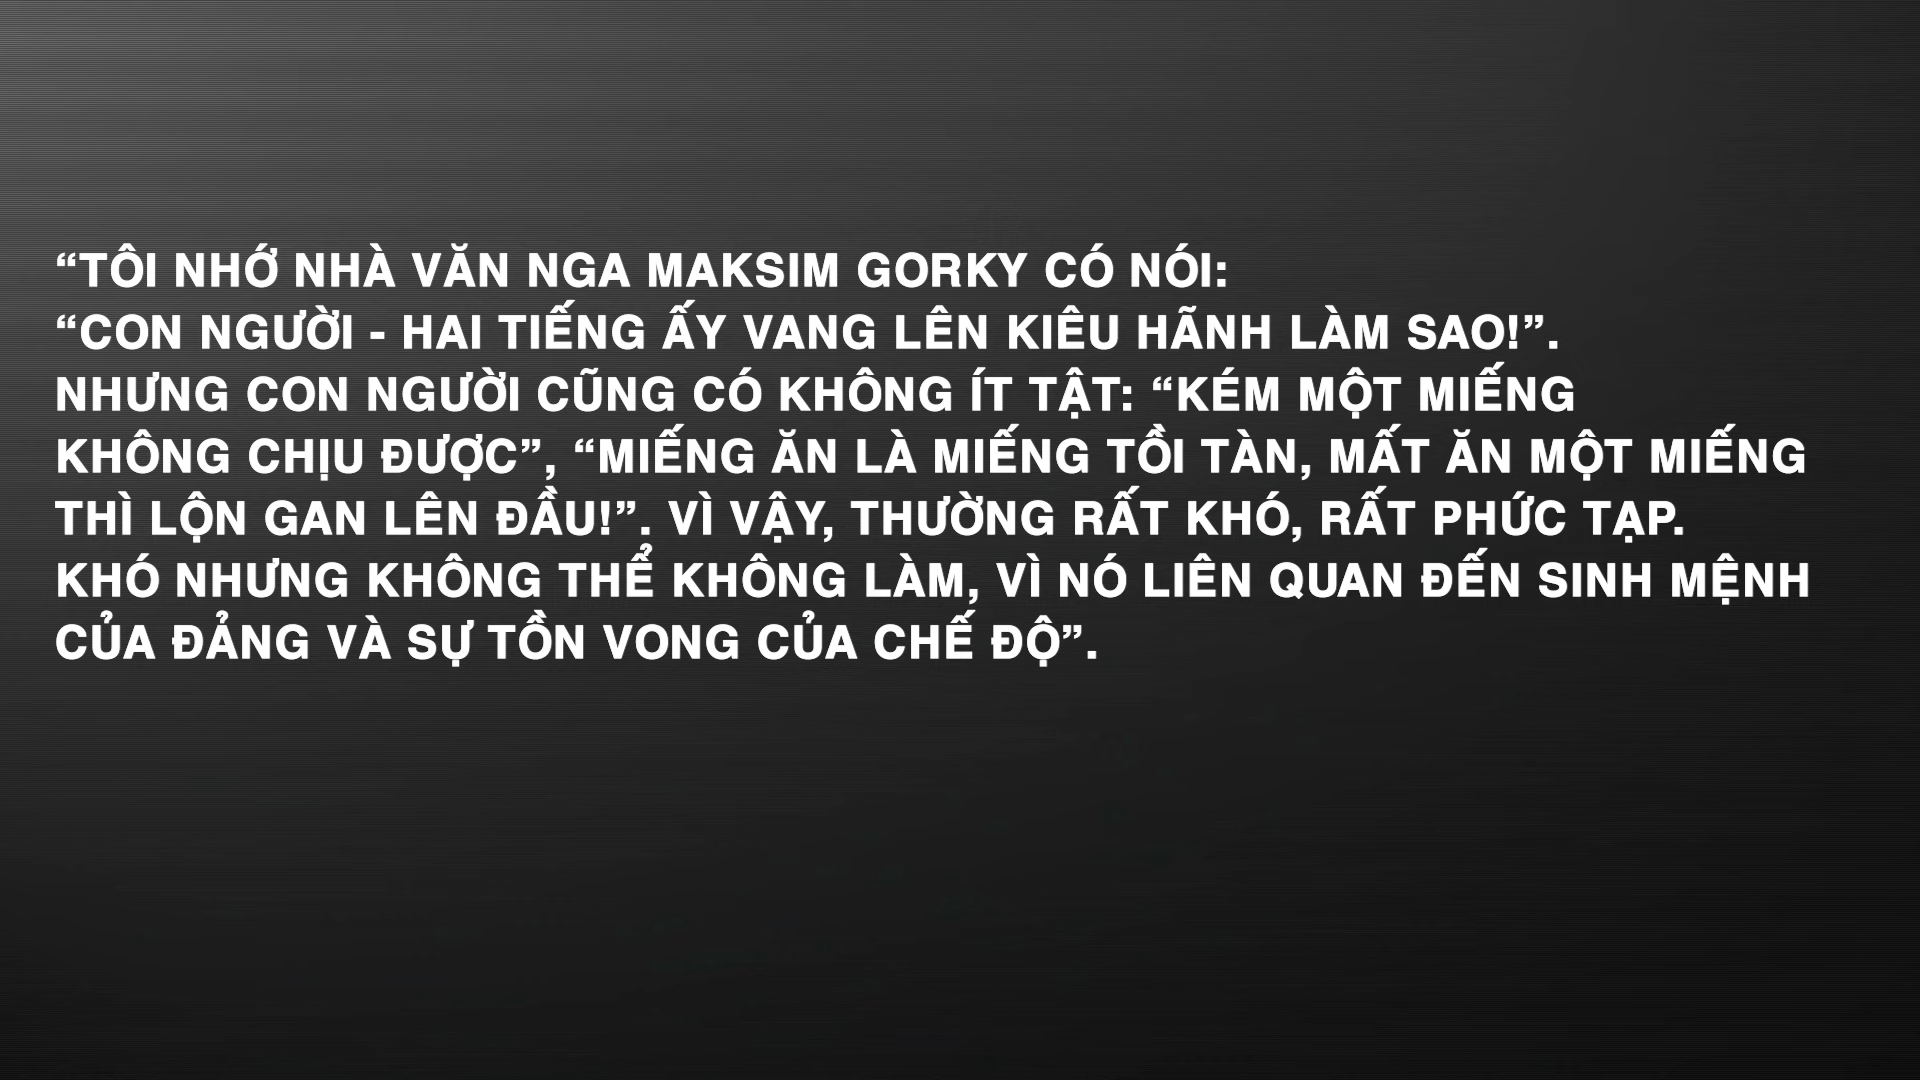 “TÔI NHỚ NHÀ VĂN NGA MAKSIM GORKY CÓ NÓI:
“CON NGƯỜI - HAI TIẾNG ẤY VANG LÊN KIÊU HÃNH LÀM SAO!”.
NHƯNG CON NGƯỜI CŨNG CÓ KHÔNG ÍT TẬT: “KÉM MỘT MIẾNG
KHÔNG CHỊU ĐƯỢC”, “MIẾNG ĂN LÀ MIẾNG TỒI TÀN, MẤT ĂN MỘT MIẾNG
THÌ LỘN GAN LÊN ĐẦU!”. VÌ VẬY, THƯỜNG RẤT KHÓ, RẤT PHỨC TẠP.
KHÓ NHƯNG KHÔNG THỂ KHÔNG LÀM, VÌ NÓ LIÊN QUAN ĐẾN SINH MỆNH
CỦA ĐẢNG VÀ SỰ TỒN VONG CỦA CHẾ ĐỘ”.